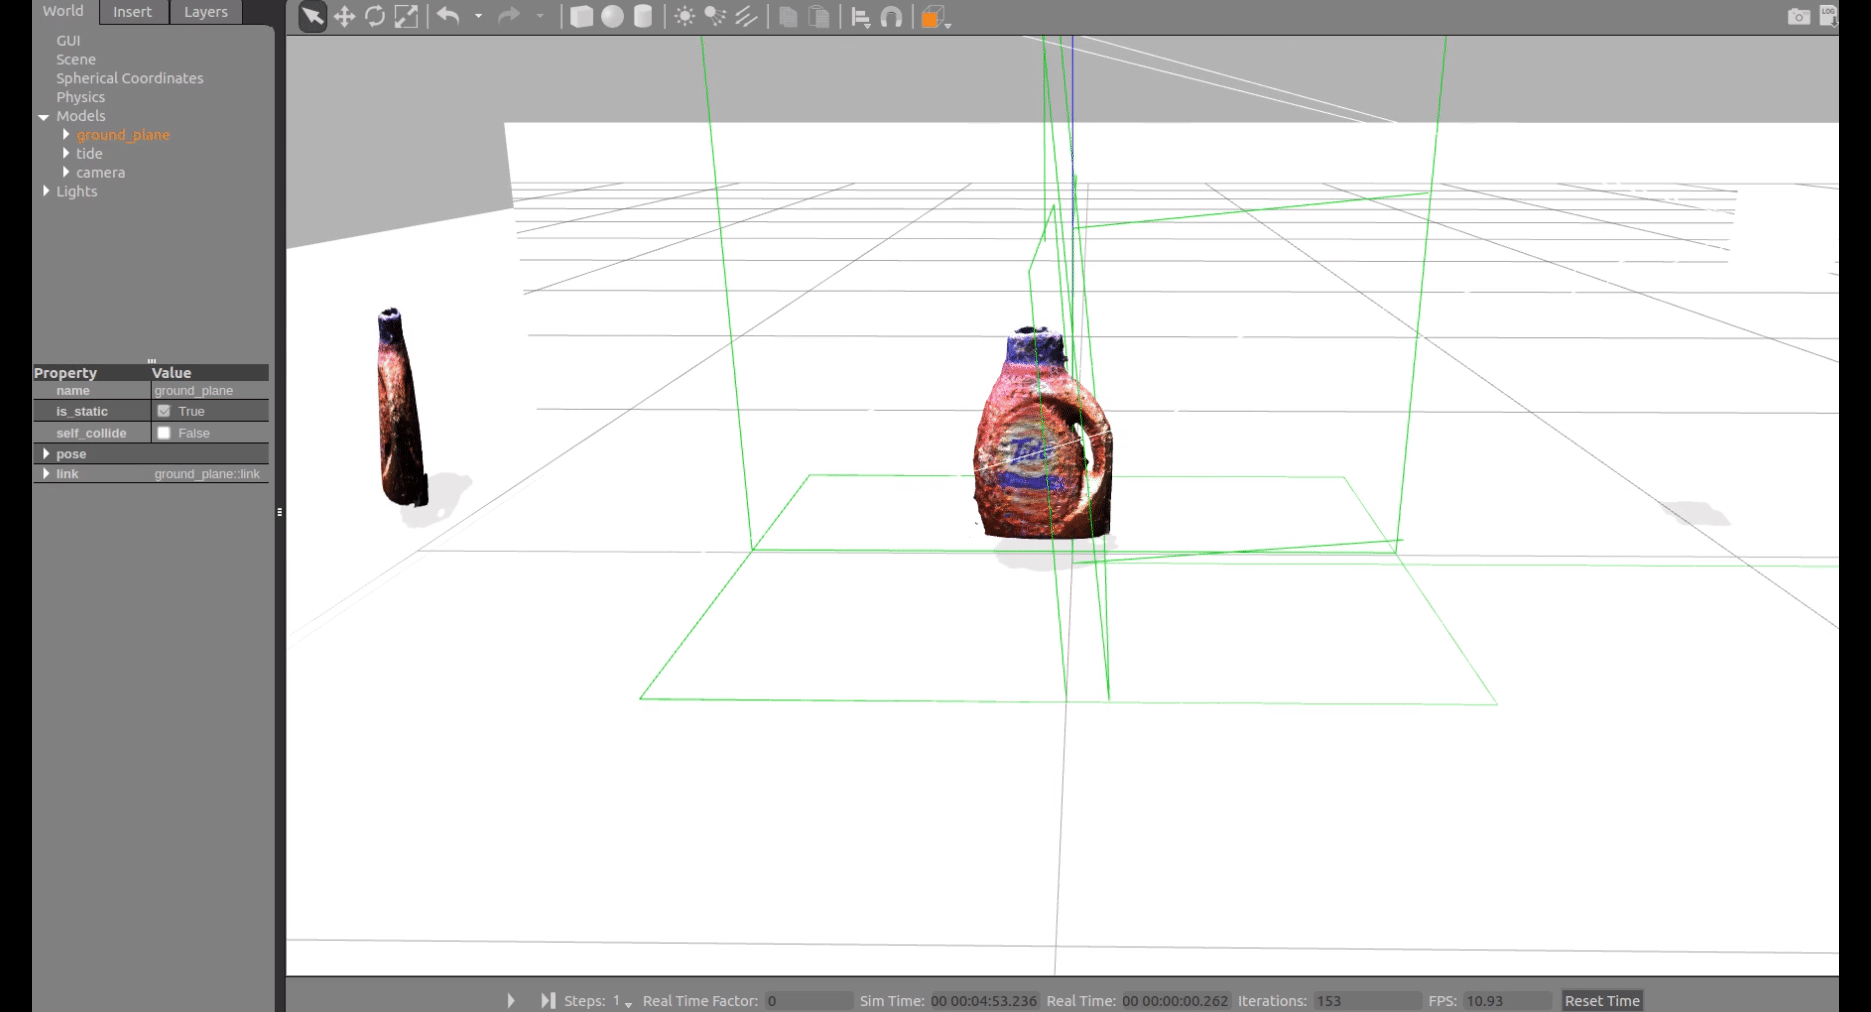 World Insert Layers
GUI
Scene
Spherical Coordinates
Physics
Models
ground_plane
tide
camera
Lights
Property Value
name ground_plane
is_static True
self_collide False
pose
link ground_plane::link
LOG
Tide
Steps: 1 Real Time Factor: 0 Sim Time: 00 00:04:53.236 Real Time: 00 00:00:00.262 Iterations: 153 FPS: 10.93 Reset Time